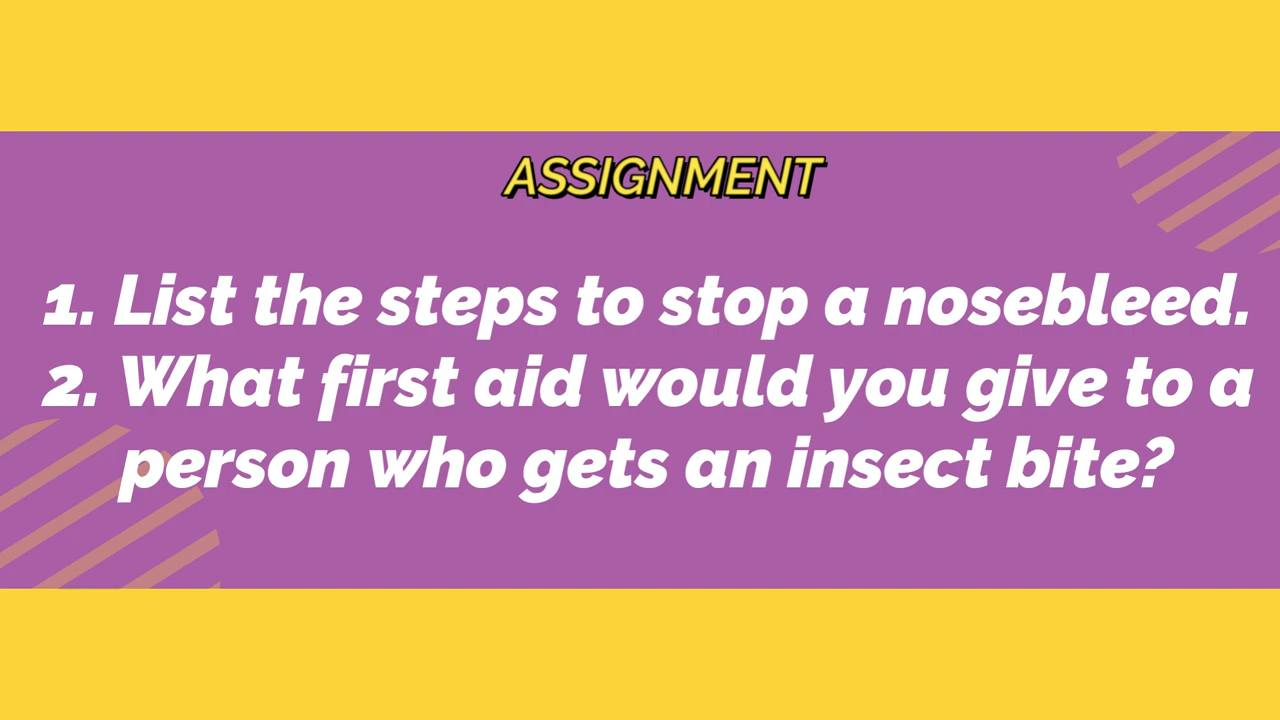 ASSIGNMENT
1. List the steps to stop a nosebleed.
2. What first aid would you give to a
person who gets an insect bite?